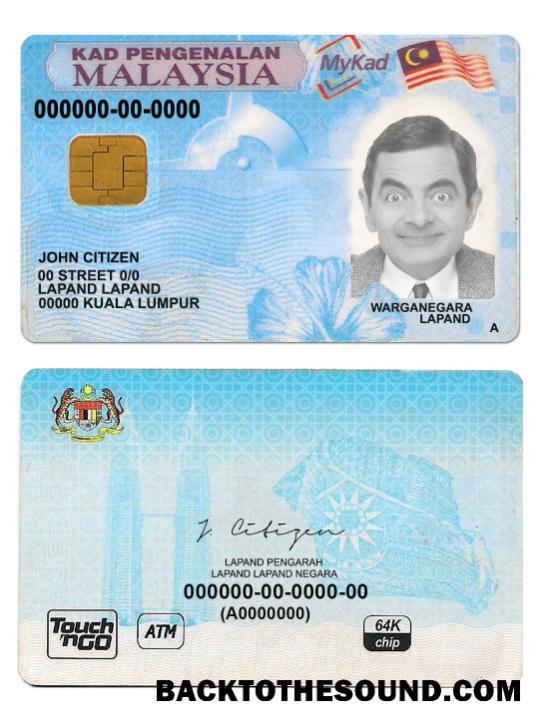 KAD PENGENALAN
MALAYSIA
MyKad
000000-00-0000
JOHN CITIZEN
00 STREET 0/0
LAPAND LAPAND
00000 KUALA LUMPUR
WARGANEGARA
LAPAND
A
J. Citizen
LAPAND PENGARAH
LAPAND LAPAND NEGARA
000000-00-0000-00
(A0000000)
Touch
'nGO
ATM
64K
chip
BACKTOTHESOUND.COM